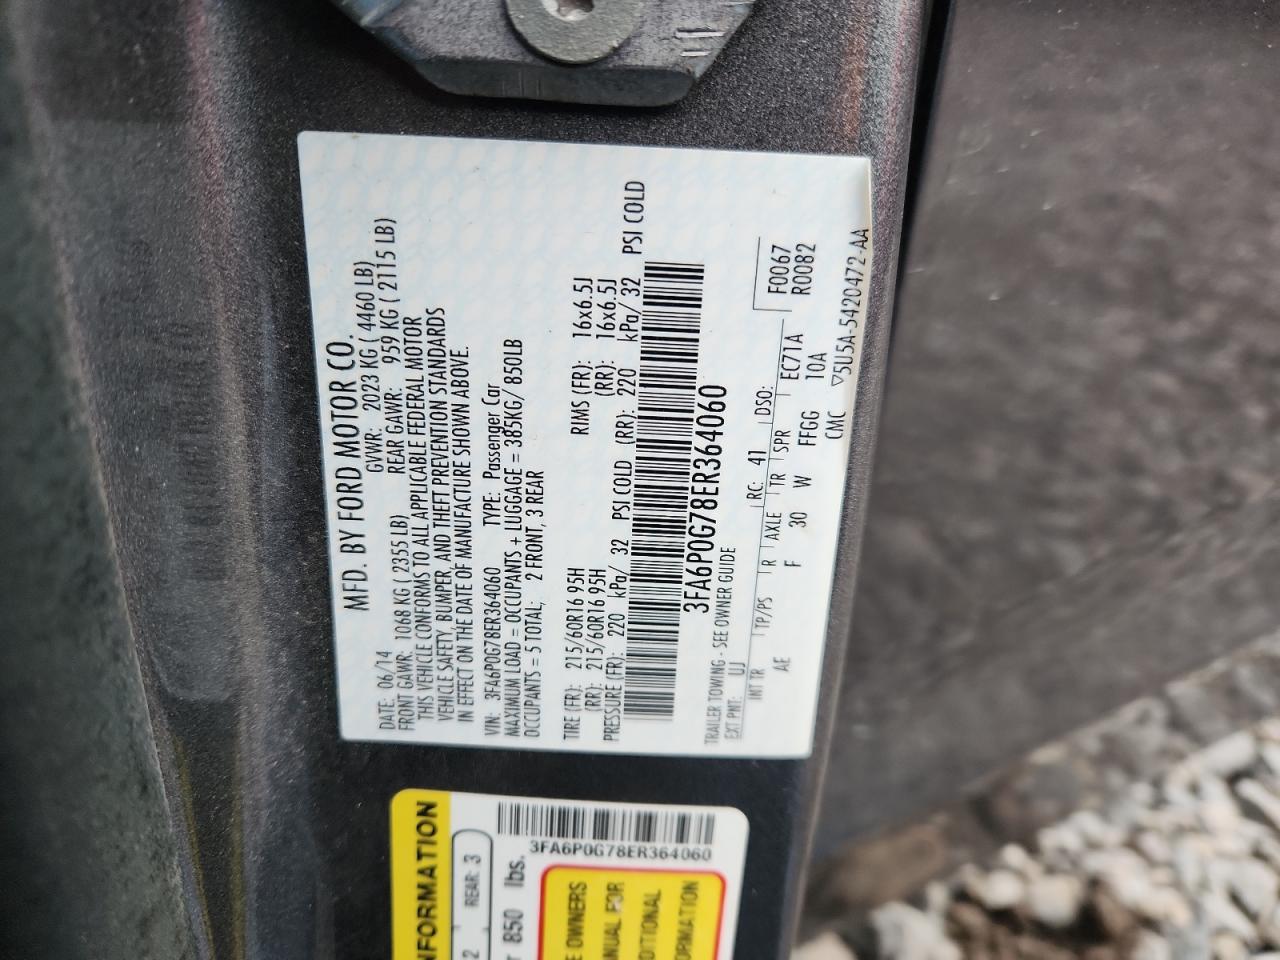 MFD. BY FORD MOTOR CO.
DATE: 06/14 GVWR: 2023 KG ( 4460 LB)
FRONT GAWR: 1068 KG ( 2355 LB) REAR GAWR: 959 KG ( 2115 LB)
THIS VEHICLE CONFORMS TO ALL APPLICABLE FEDERAL MOTOR
VEHICLE SAFETY, BUMPER, AND THEFT PREVENTION STANDARDS
IN EFFECT ON THE DATE OF MANUFACTURE SHOWN ABOVE.
VIN: 3FA6P0G78ER364060 TYPE: Passenger Car
MAXIMUM LOAD = OCCUPANTS + LUGGAGE = 385KG/ 850LB
OCCUPANTS = 5 TOTAL; 2 FRONT, 3 REAR
TIRE (FR): 215/60R16 95H RMS (FR): 16x6.5J
(RR): 215/60R16 95H (RR): 16x6.5J
PRESSURE (FR): 220 kPa/ 32 PSI COLD (RR): 220 kPa/ 32 PSI COLD
3FA6P0G78ER364060
TRAILER TOWING - SEE OWNER GUIDE
EXT PNT: UJ RC: 41 DSO: F0067
R0082
INT TR TP/PS R AXLE TR SPR EC71A
AE F 30 W FFGG 10A
CMC ▽5U5A-5420472-AA
NFORMATION
2 REAR: 3
850 lbs.
3FA6P0G78ER364060
E OWNERS
ANUAL FOR
DITIONAL
ORMATION